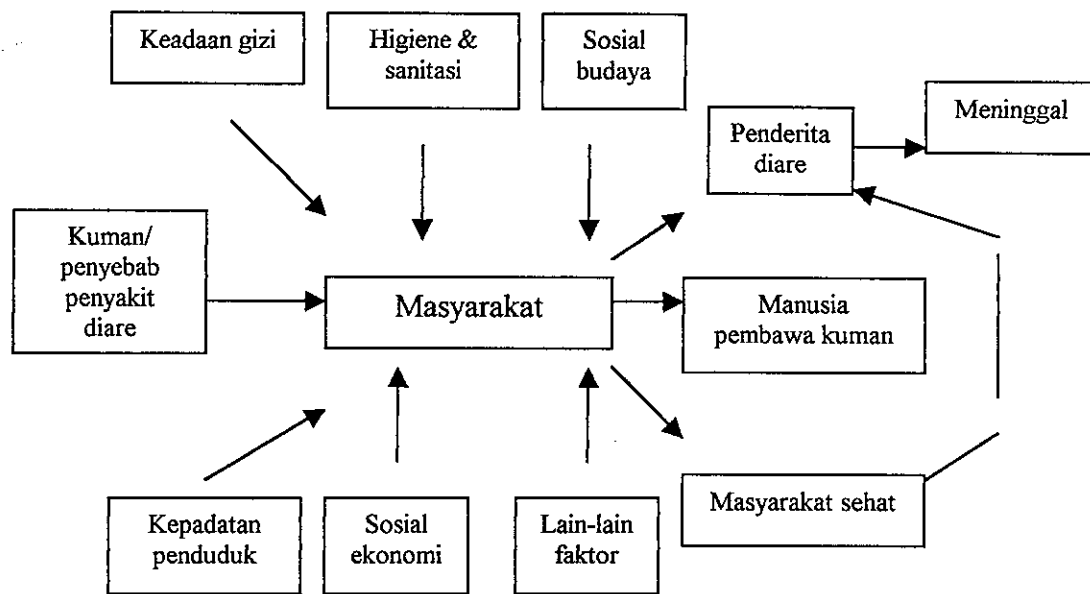 Keadaan gizi
Higiene &
sanitasi
Sosial
budaya
Meninggal
Penderita
diare
Kuman/
penyebab
penyakit
diare
Masyarakat
Manusia
pembawa kuman
Masyarakat sehat
Kepadatan
penduduk
Sosial
ekonomi
Lain-lain
faktor